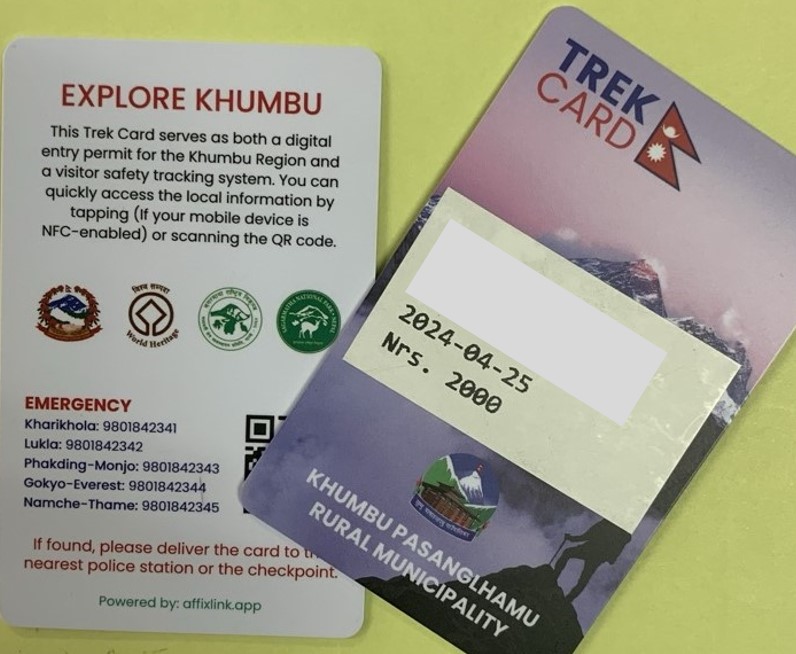 EXPLORE KHUMBU
This Trek Card serves as both a digital
entry permit for the Khumbu Region and
a visitor safety tracking system. You can
quickly access the local information by
tapping (If your mobile device is
NFC-enabled) or scanning the QR code.
World Heritage
SAGARMATHA NATIONAL PARK NEPAL
EMERGENCY
Kharikhola: 9801842341
Lukla: 9801842342
Phakding-Monjo: 9801842343
Gokyo-Everest: 9801842344
Namche-Thame: 9801842345
If found, please deliver the card to
nearest police station or the checkpoint.
Powered by: affixlink.app
TREK
CARD
2024-04-25
Nrs. 2000
KHUMBU PASANGLHAMU
RURAL MUNICIPALITY